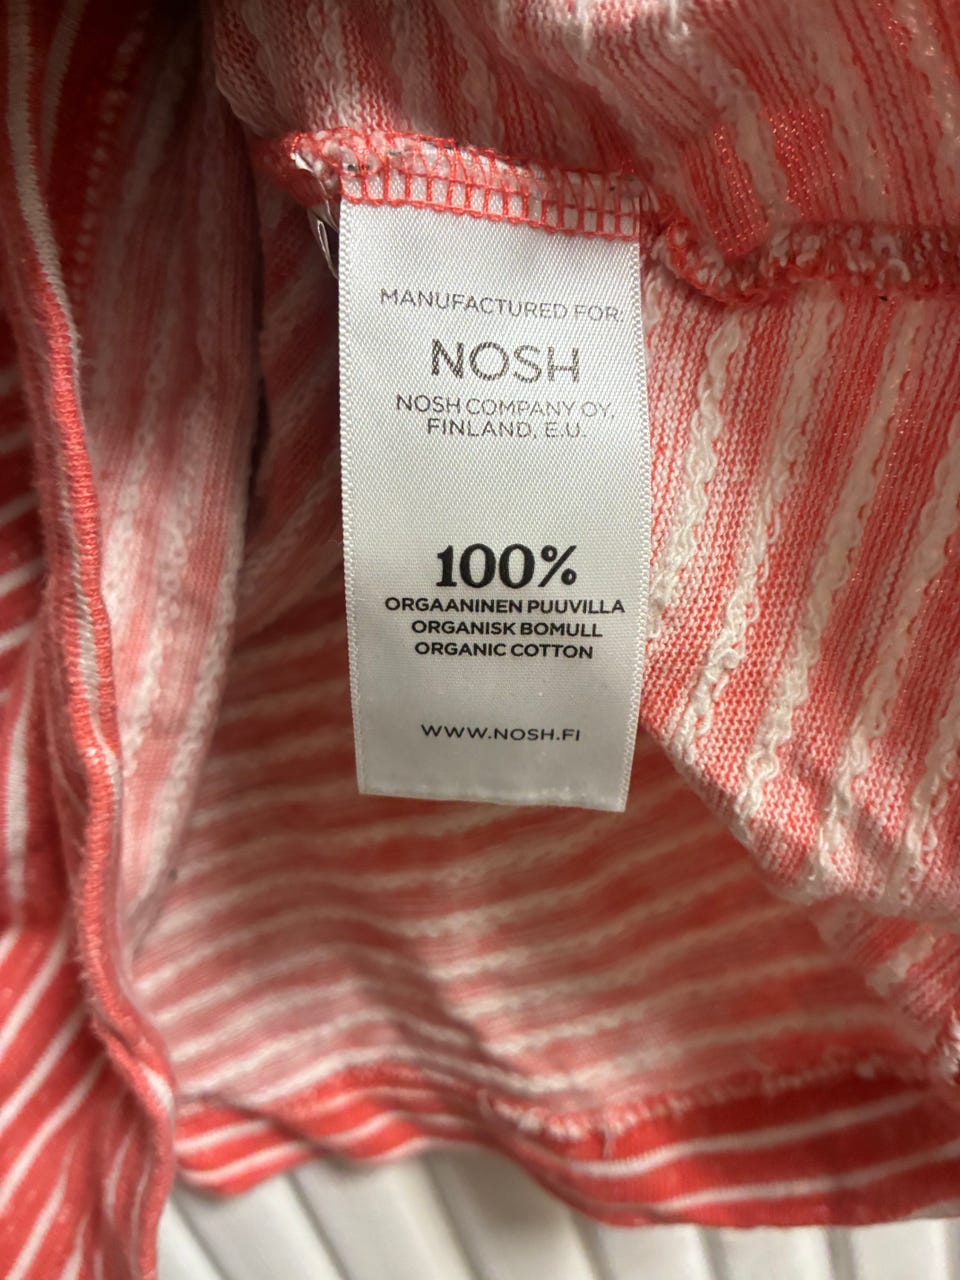 MANUFACTURED FOR:
NOSH
NOSH COMPANY OY,
FINLAND, E.U.
100%
ORGAANINEN PUUVILLA
ORGANISK BOMULL
ORGANIC COTTON
WWW.NOSH.FI